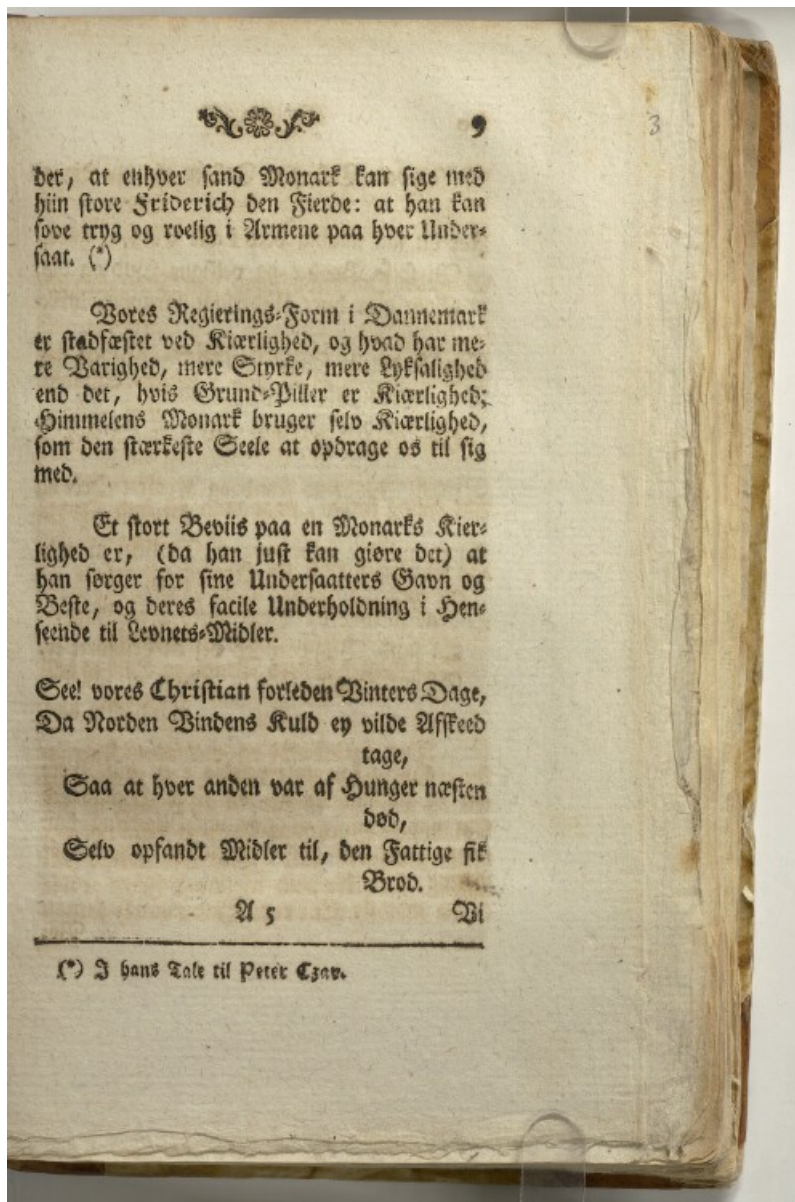 9
3
der, at enhver sand Monark kan sige med
hiin store Friderich den Fierde: at han kan
sove tryg og roelig i Armene paa hver Under-
saat. (*)
Vores Regierings-Form i Dannemark
er stadfæstet ved Kiærlighed, og hvad har me-
re Varighed, mere Styrke, mere Lyksalighed
end det, hvis Grund-Piller er Kiærlighed;
Himmelens Monark bruger selv Kiærlighed,
som den stærkeste Seele at opdrage os til sig
med.
Et stort Beviis paa en Monarks Kier-
lighed er, (da han just kan giøre det) at
han sørger for sine Undersaatters Gavn og
Beste, og deres facile Underholdning i Hen-
seende til Levnets-Midler.
See! vores Christian forleden Vinters Dage,
Da Norden Vindens Kuld ey vilde Afskeed
tage,
Saa at hver anden var af Hunger næsten
død,
Selv opfandt Midler til, den Fattige fik
Brød.
A 5 Vi
(*) I hans Tale til Peter Czar.